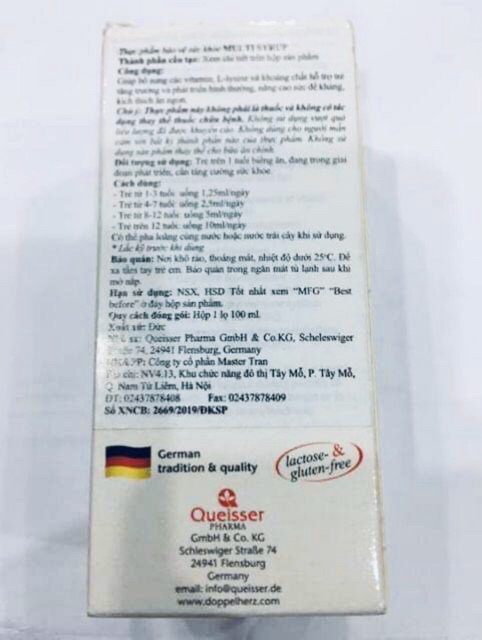 Thực phẩm bảo vệ sức khỏe MULTI SYRUP
Thành phần cấu tạo: Xem chi tiết trên hộp sản phẩm
Công dụng:
Giúp bổ sung các vitamin, L-lysine và khoáng chất hỗ trợ trẻ
tăng trưởng và phát triển bình thường, nâng cao sức đề kháng,
kích thích ăn ngon.
Chú ý: Thực phẩm này không phải là thuốc và không có tác
dụng thay thế thuốc chữa bệnh. Không sử dụng vượt quá
liều lượng đã được khuyến cáo. Không dùng cho người mẫn
cảm với bất kỳ thành phần nào của thực phẩm. Không sử
dụng sản phẩm thay thế cho bữa ăn chính.
Đối tượng sử dụng: Trẻ trên 1 tuổi biếng ăn, đang trong giai
đoạn phát triển, cần tăng cường sức khỏe.
Cách dùng:
- Trẻ từ 1-3 tuổi: uống 1,25ml/ngày
- Trẻ từ 4-7 tuổi: uống 2,5ml/ngày
- Trẻ từ 8-12 tuổi: uống 5ml/ngày
- Trẻ trên 12 tuổi: uống 10ml/ngày
Có thể pha loãng cùng nước hoặc nước trái cây khi sử dụng.
* Lắc kỹ trước khi dùng
Bảo quản: Nơi khô ráo, thoáng mát, nhiệt độ dưới 25°C. Để
xa tầm tay trẻ em. Bảo quản trong ngăn mát tủ lạnh sau khi
mở nắp.
Hạn sử dụng: NSX, HSD Tốt nhất xem “MFG” “Best
before” ở đáy hộp sản phẩm.
Quy cách đóng gói: Hộp 1 lọ 100 ml.
Xuất xứ: Đức
sx: Queisser Pharma GmbH & Co.KG, Scheleswiger
74, 24941 Flensburg, Germany
Công ty cổ phần Master Tran
chỉ: NV4.13, Khu chức năng đô thị Tây Mỗ, P. Tây Mỗ,
Q Nam Từ Liêm, Hà Nội
ĐT: 02437878408 Fax: 02437878409
Số XNCB: 2669/2019/ĐKSP
German
tradition & quality
lactose- &
gluten-free
Queisser
PHARMA
GmbH & Co. KG
Schleswiger Straße 74
24941 Flensburg
Germany
email: info@queisser.de
www.doppelherz.com